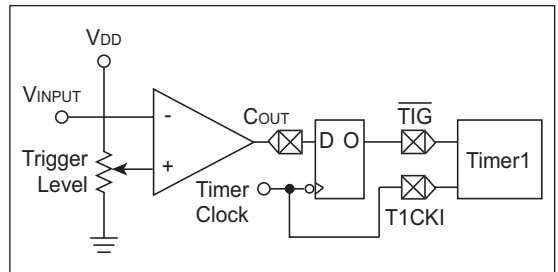 VDD
VINPUT
-
COUT
TIG
D O
Timer1
Trigger
Level
+
Timer
Clock
T1CKI